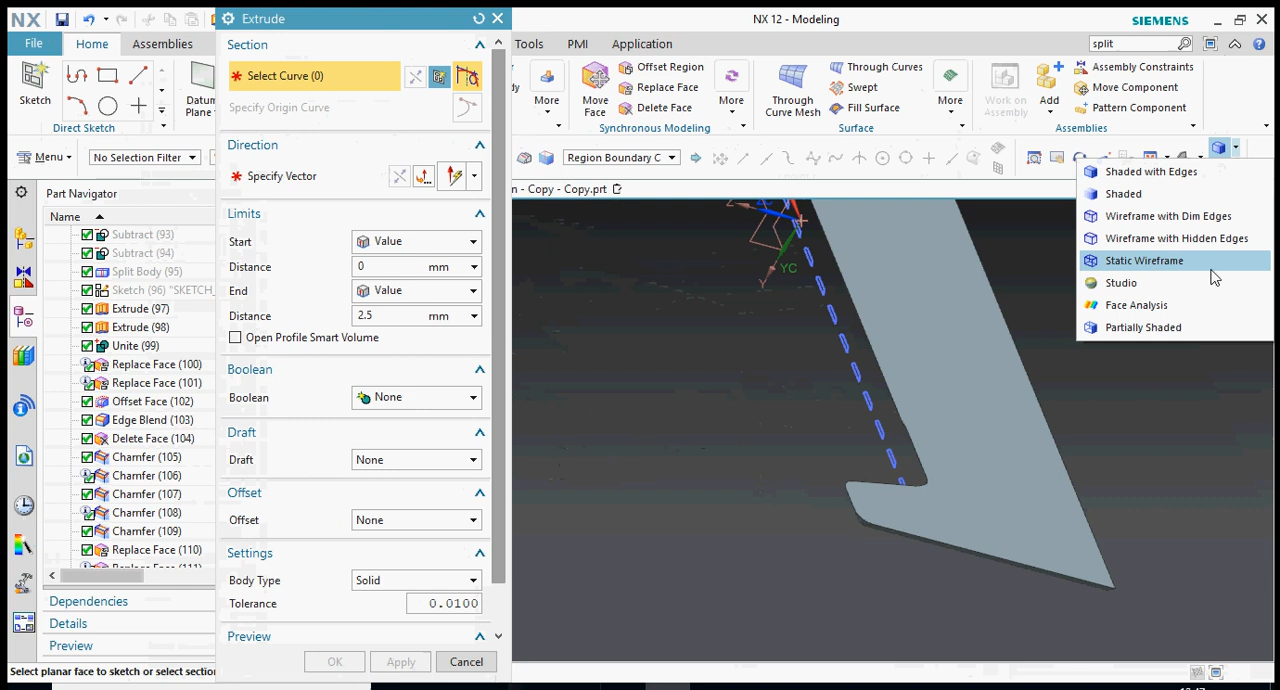 NX
NX 12 - Modeling
SIEMENS
File
Home
Assemblies
Tools
PMI
Application
split
Sketch
Datum
Plane
Direct Sketch
More
Move
Face
Offset Region
Replace Face
Delete Face
More
Synchronous Modeling
Through
Curve Mesh
Through Curves
Swept
Fill Surface
More
Surface
Work on
Assembly
Add
Assembly Constraints
Move Component
Pattern Component
Assemblies
Menu
No Selection Filter
Region Boundary C
n - Copy - Copy.prt
Part Navigator
Name
Subtract (93)
Subtract (94)
Split Body (95)
Sketch (96) "SKETCH_
Extrude (97)
Extrude (98)
Unite (99)
Replace Face (100)
Replace Face (101)
Offset Face (102)
Edge Blend (103)
Delete Face (104)
Chamfer (105)
Chamfer (106)
Chamfer (107)
Chamfer (108)
Chamfer (109)
Replace Face (110)
Replace Face (111)
Dependencies
Details
Preview
Select planar face to sketch or select section
Extrude
Section
* Select Curve (0)
Specify Origin Curve
Direction
* Specify Vector
Limits
Start
Value
Distance
0 mm
End
Value
Distance
2.5 mm
Open Profile Smart Volume
Boolean
Boolean
None
Draft
Draft
None
Offset
Offset
None
Settings
Body Type
Solid
Tolerance
0.0100
Preview
OK
Apply
Cancel
YC
Y
Z
Shaded with Edges
Shaded
Wireframe with Dim Edges
Wireframe with Hidden Edges
Static Wireframe
Studio
Face Analysis
Partially Shaded